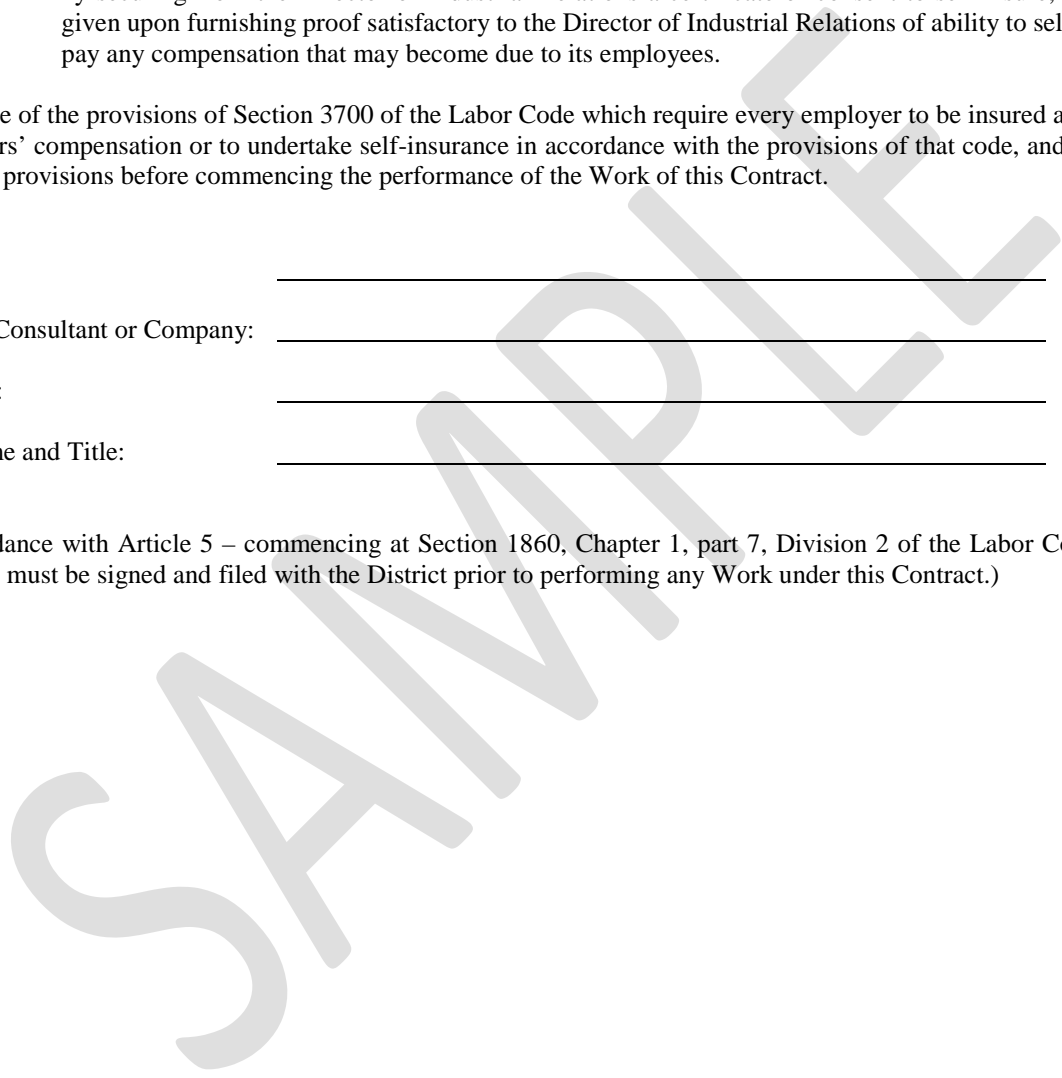 given upon furnishing proof satisfactory to the Director of Industrial Relations of ability to
pay any compensation that may become due to its employees.
of the provisions of Section 3700 of the Labor Code which require every employer to be insured
compensation or to undertake self-insurance in accordance with the provisions of that code, and
provisions before commencing the performance of the Work of this Contract.
Consultant or Company:
and Title:
with Article 5 – commencing at Section 1860, Chapter 1, part 7, Division 2 of the Labor
must be signed and filed with the District prior to performing any Work under this Contract.)
SAMPLE